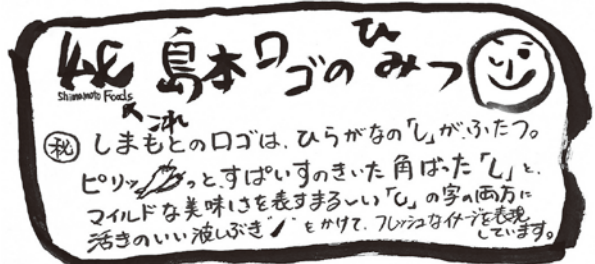 島本ロゴのひみつ
Shimamoto Foods
これ
㊙ しまもとのロゴは、ひらがなの「し」が、ふたつ。
ピリッとっと、すぱいすのきいた角ばった「し」と、
マイルドな美味しさを表すまるーい「し」の字の両方に
活きのいい波しぶきをかけて、フレッシュなイメージを表現
しています。